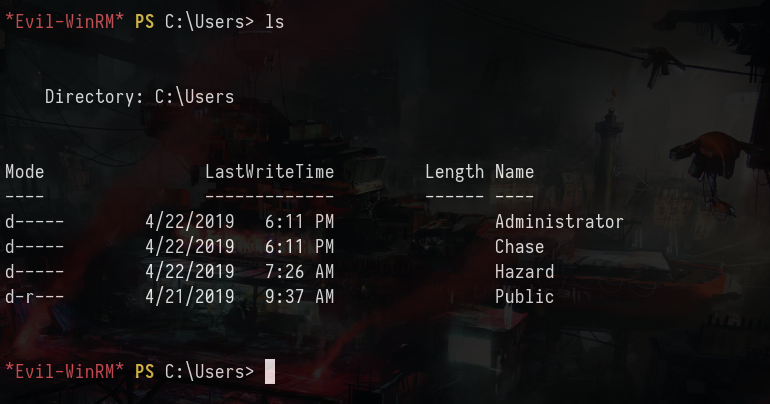 *Evil-WinRM* PS C:\Users> ls
Directory: C:\Users
Mode                LastWriteTime         Length Name
----                -------------         ------ ----
d-----        4/22/2019   6:11 PM                Administrator
d-----        4/22/2019   6:11 PM                Chase
d-----        4/22/2019   7:26 AM                Hazard
d-r---        4/21/2019   9:37 AM                Public
*Evil-WinRM* PS C:\Users>